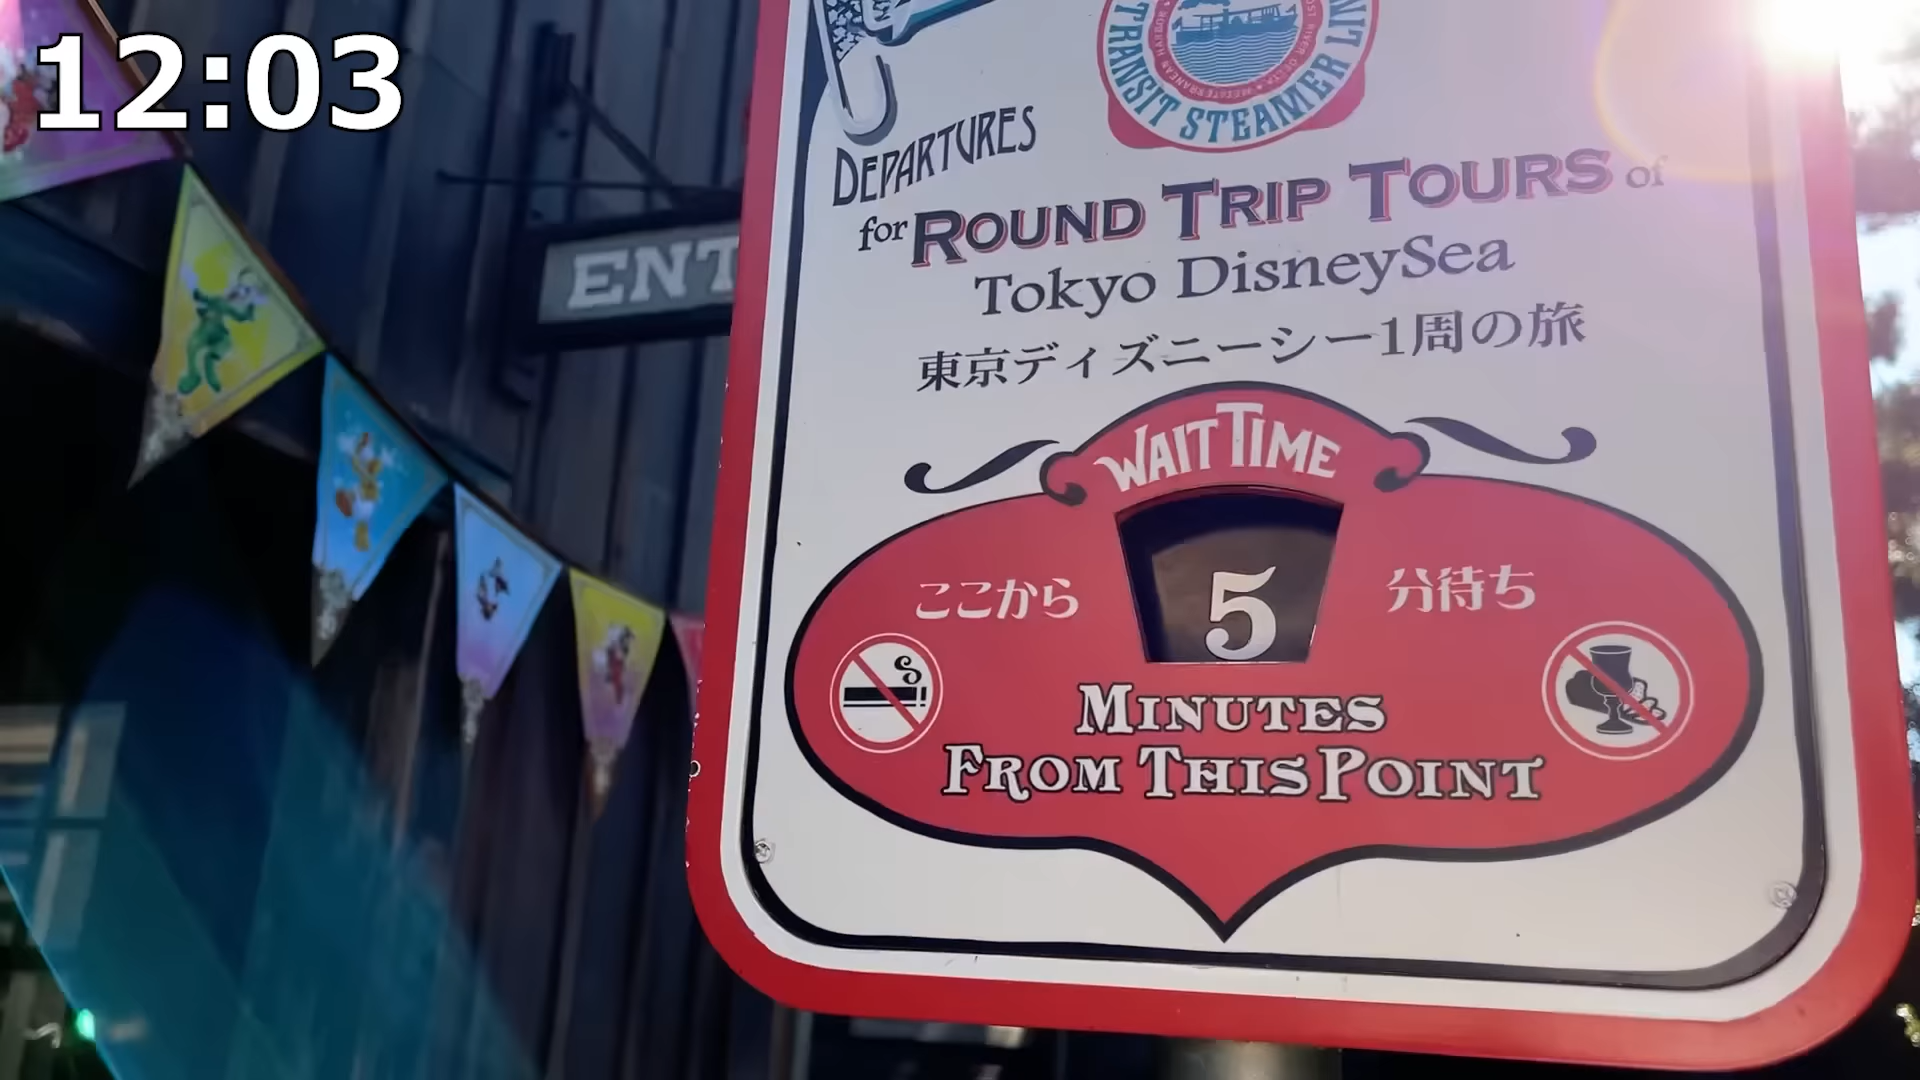 12:03
TRANSIT STEAMER LIN
DEPARTURES
for ROUND TRIP TOURS of
Tokyo DisneySea
東京ディズニーシー1周の旅
ENT
WAIT TIME
ここから 5 分待ち
MINUTES
FROM THIS POINT